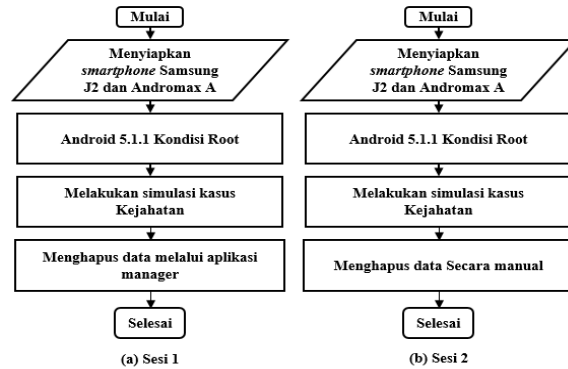 Mulai
Menyiapkan
smartphone Samsung
J2 dan Andromax A
Android 5.1.1 Kondisi Root
Melakukan simulasi kasus
Kejahatan
Menghapus data melalui aplikasi
manager
Selesai
(a) Sesi 1
Mulai
Menyiapkan
smartphone Samsung
J2 dan Andromax A
Android 5.1.1 Kondisi Root
Melakukan simulasi kasus
Kejahatan
Menghapus data Secara manual
Selesai
(b) Sesi 2